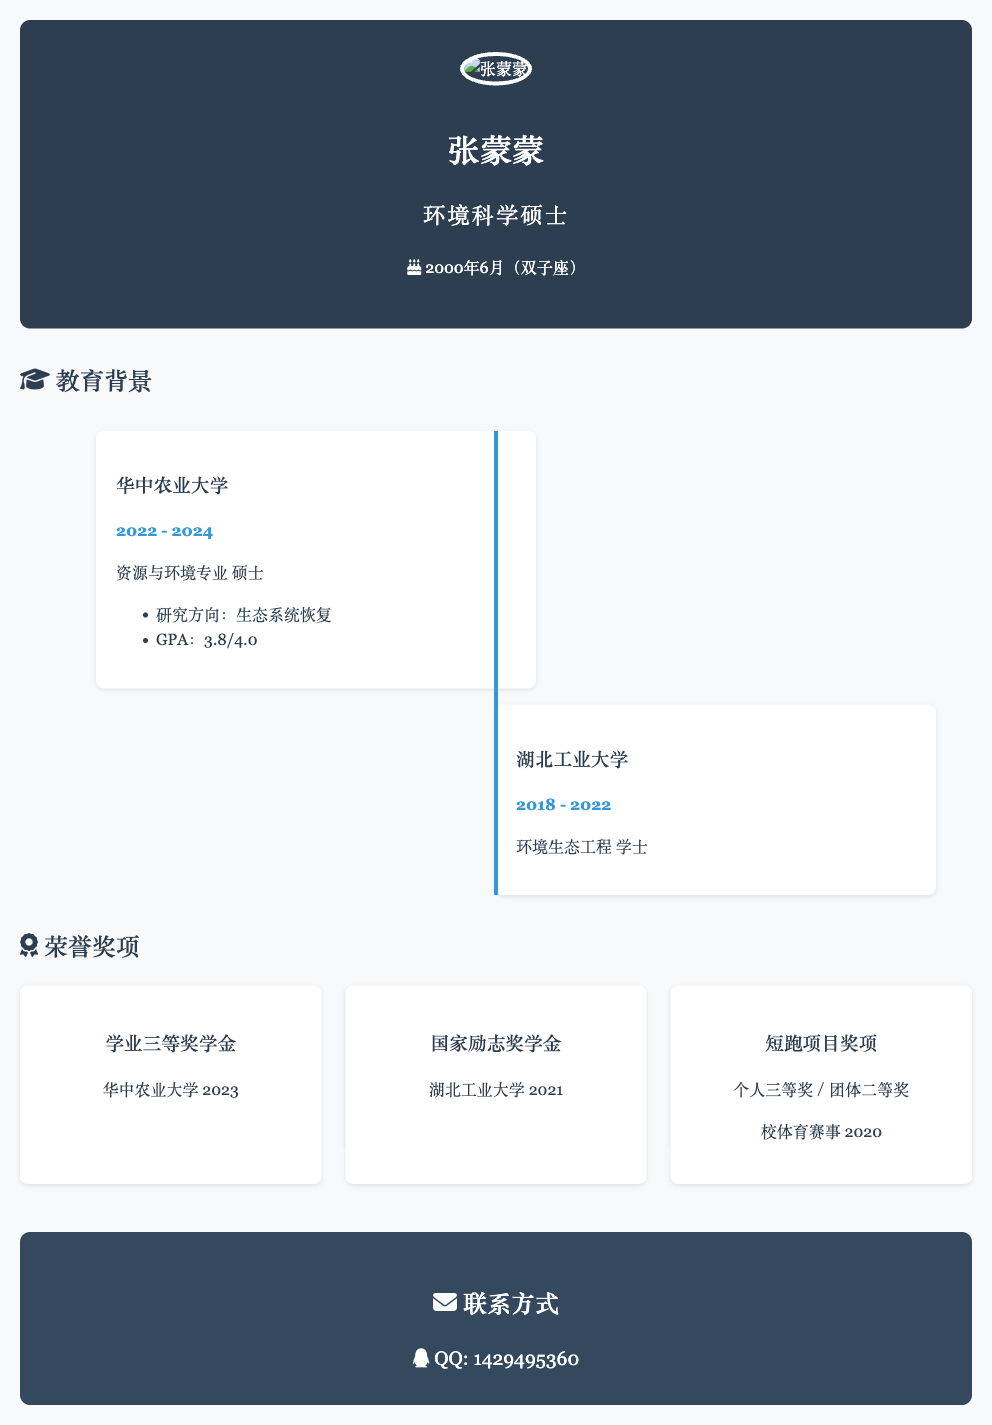 张蒙蒙
张蒙蒙
环境科学硕士
2000年6月（双子座）
教育背景
华中农业大学
2022 - 2024
资源与环境专业 硕士
• 研究方向：生态系统恢复
• GPA：3.8/4.0
湖北工业大学
2018 - 2022
环境生态工程 学士
荣誉奖项
学业三等奖学金
华中农业大学 2023
国家励志奖学金
湖北工业大学 2021
短跑项目奖项
个人三等奖 / 团体二等奖
校体育赛事 2020
联系方式
QQ: 1429495360